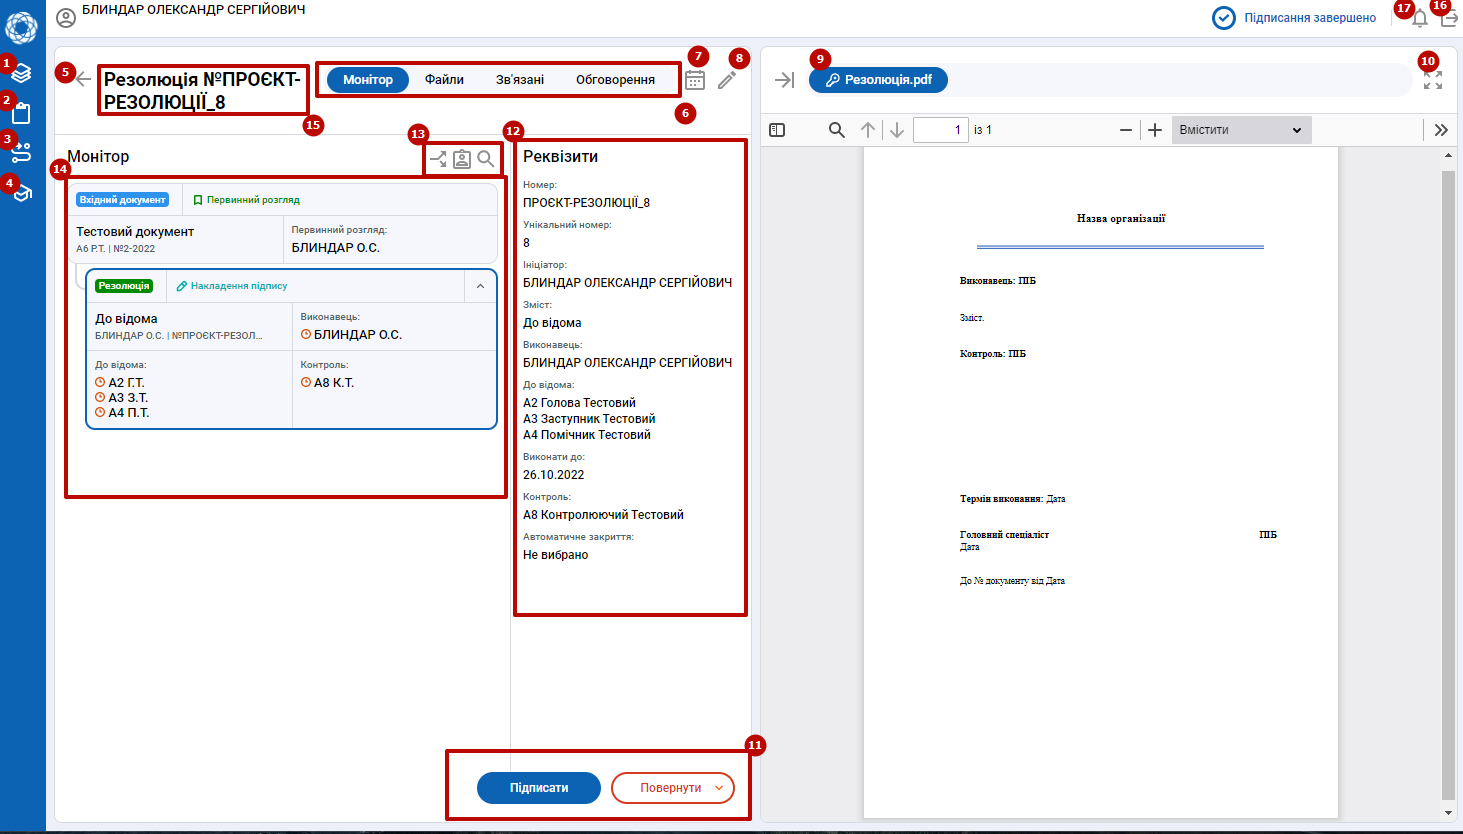 БЛИНДАР ОЛЕКСАНДР СЕРГІЙОВИЧ
Підписання завершено
17
16
1
2
3
4
5
Резолюція №ПРОЄКТ-
РЕЗОЛЮЦІЇ_8
15
Монітор
Файли
Зв'язані
Обговорення
7
8
6
Монітор
13
14
Вхідний документ
Первинний розгляд
Тестовий документ
А6 Р.Т. | №2-2022
Первинний розгляд:
БЛИНДАР О.С.
Резолюція
Накладення підпису
До відома
БЛИНДАР О.С. | №ПРОЄКТ-РЕЗОЛ...
Виконавець:
БЛИНДАР О.С.
До відома:
А2 Г.Т.
А3 З.Т.
А4 П.Т.
Контроль:
А8 К.Т.
12
Реквізити
Номер:
ПРОЄКТ-РЕЗОЛЮЦІЇ_8
Унікальний номер:
8
Ініціатор:
БЛИНДАР ОЛЕКСАНДР СЕРГІЙОВИЧ
Зміст:
До відома
Виконавець:
БЛИНДАР ОЛЕКСАНДР СЕРГІЙОВИЧ
До відома:
А2 Голова Тестовий
А3 Заступник Тестовий
А4 Помічник Тестовий
Виконати до:
26.10.2022
Контроль:
А8 Контролюючий Тестовий
Автоматичне закриття:
Не вибрано
11
Підписати
Повернути
9
Резолюція.pdf
10
1
із 1
Вмістити
Назва організації
Виконавець: ПІБ
Зміст.
Контроль: ПІБ
Термін виконання: Дата
Головний спеціаліст ПІБ
Дата
До № документу від Дата